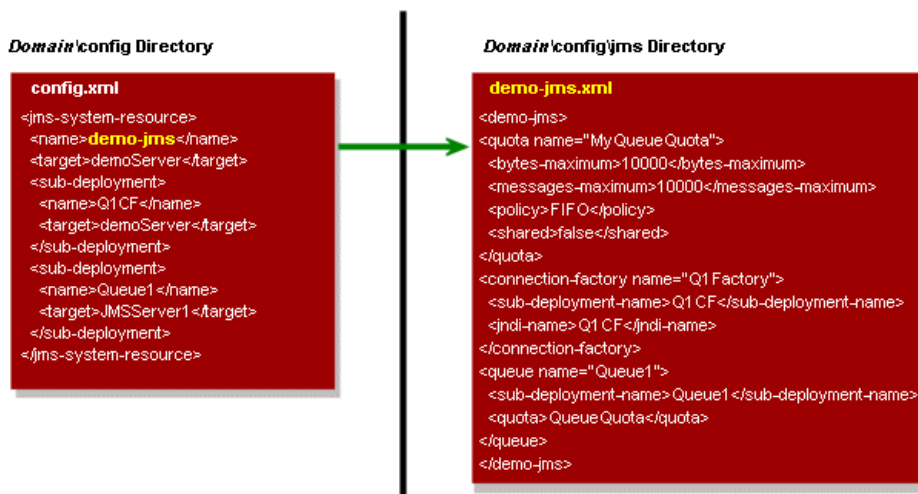 Domain\config Directory
config.xml
<jms-system-resource>
<name>demo-jms</name>
<target>demoServer</target>
<sub-deployment>
<name>Q1CF</name>
<target>demoServer</target>
</sub-deployment>
<sub-deployment>
<name>Queue1</name>
<target>JMSServer1</target>
</sub-deployment>
</jms-system-resource>
Domain\config\jms Directory
demo-jms.xml
<demo-jms>
<quota name="MyQueueQuota">
<bytes-maximum>10000</bytes-maximum>
<messages-maximum>10000</messages-maximum>
<policy>FIFO</policy>
<shared>false</shared>
</quota>
<connection-factory name="Q1Factory">
<sub-deployment-name>Q1CF</sub-deployment-name>
<jndi-name>Q1CF</jndi-name>
</connection-factory>
<queue name="Queue1">
<sub-deployment-name>Queue1</sub-deployment-name>
<quota>QueueQuota</quota>
</queue>
</demo-jms>